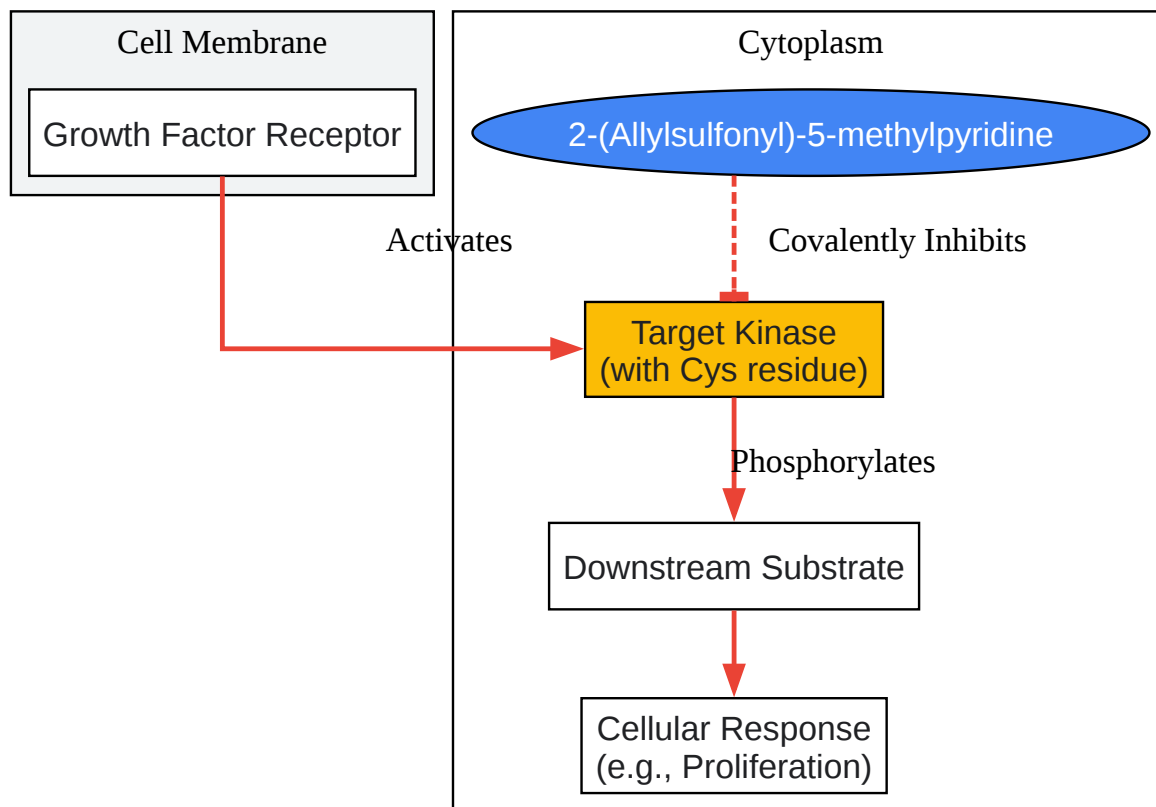 Cell Membrane
Growth Factor Receptor
Cytoplasm
2-(Allylsulfonyl)-5-methylpyridine
Activates
Covalently Inhibits
Target Kinase
(with Cys residue)
Phosphorylates
Downstream Substrate
Cellular Response
(e.g., Proliferation)